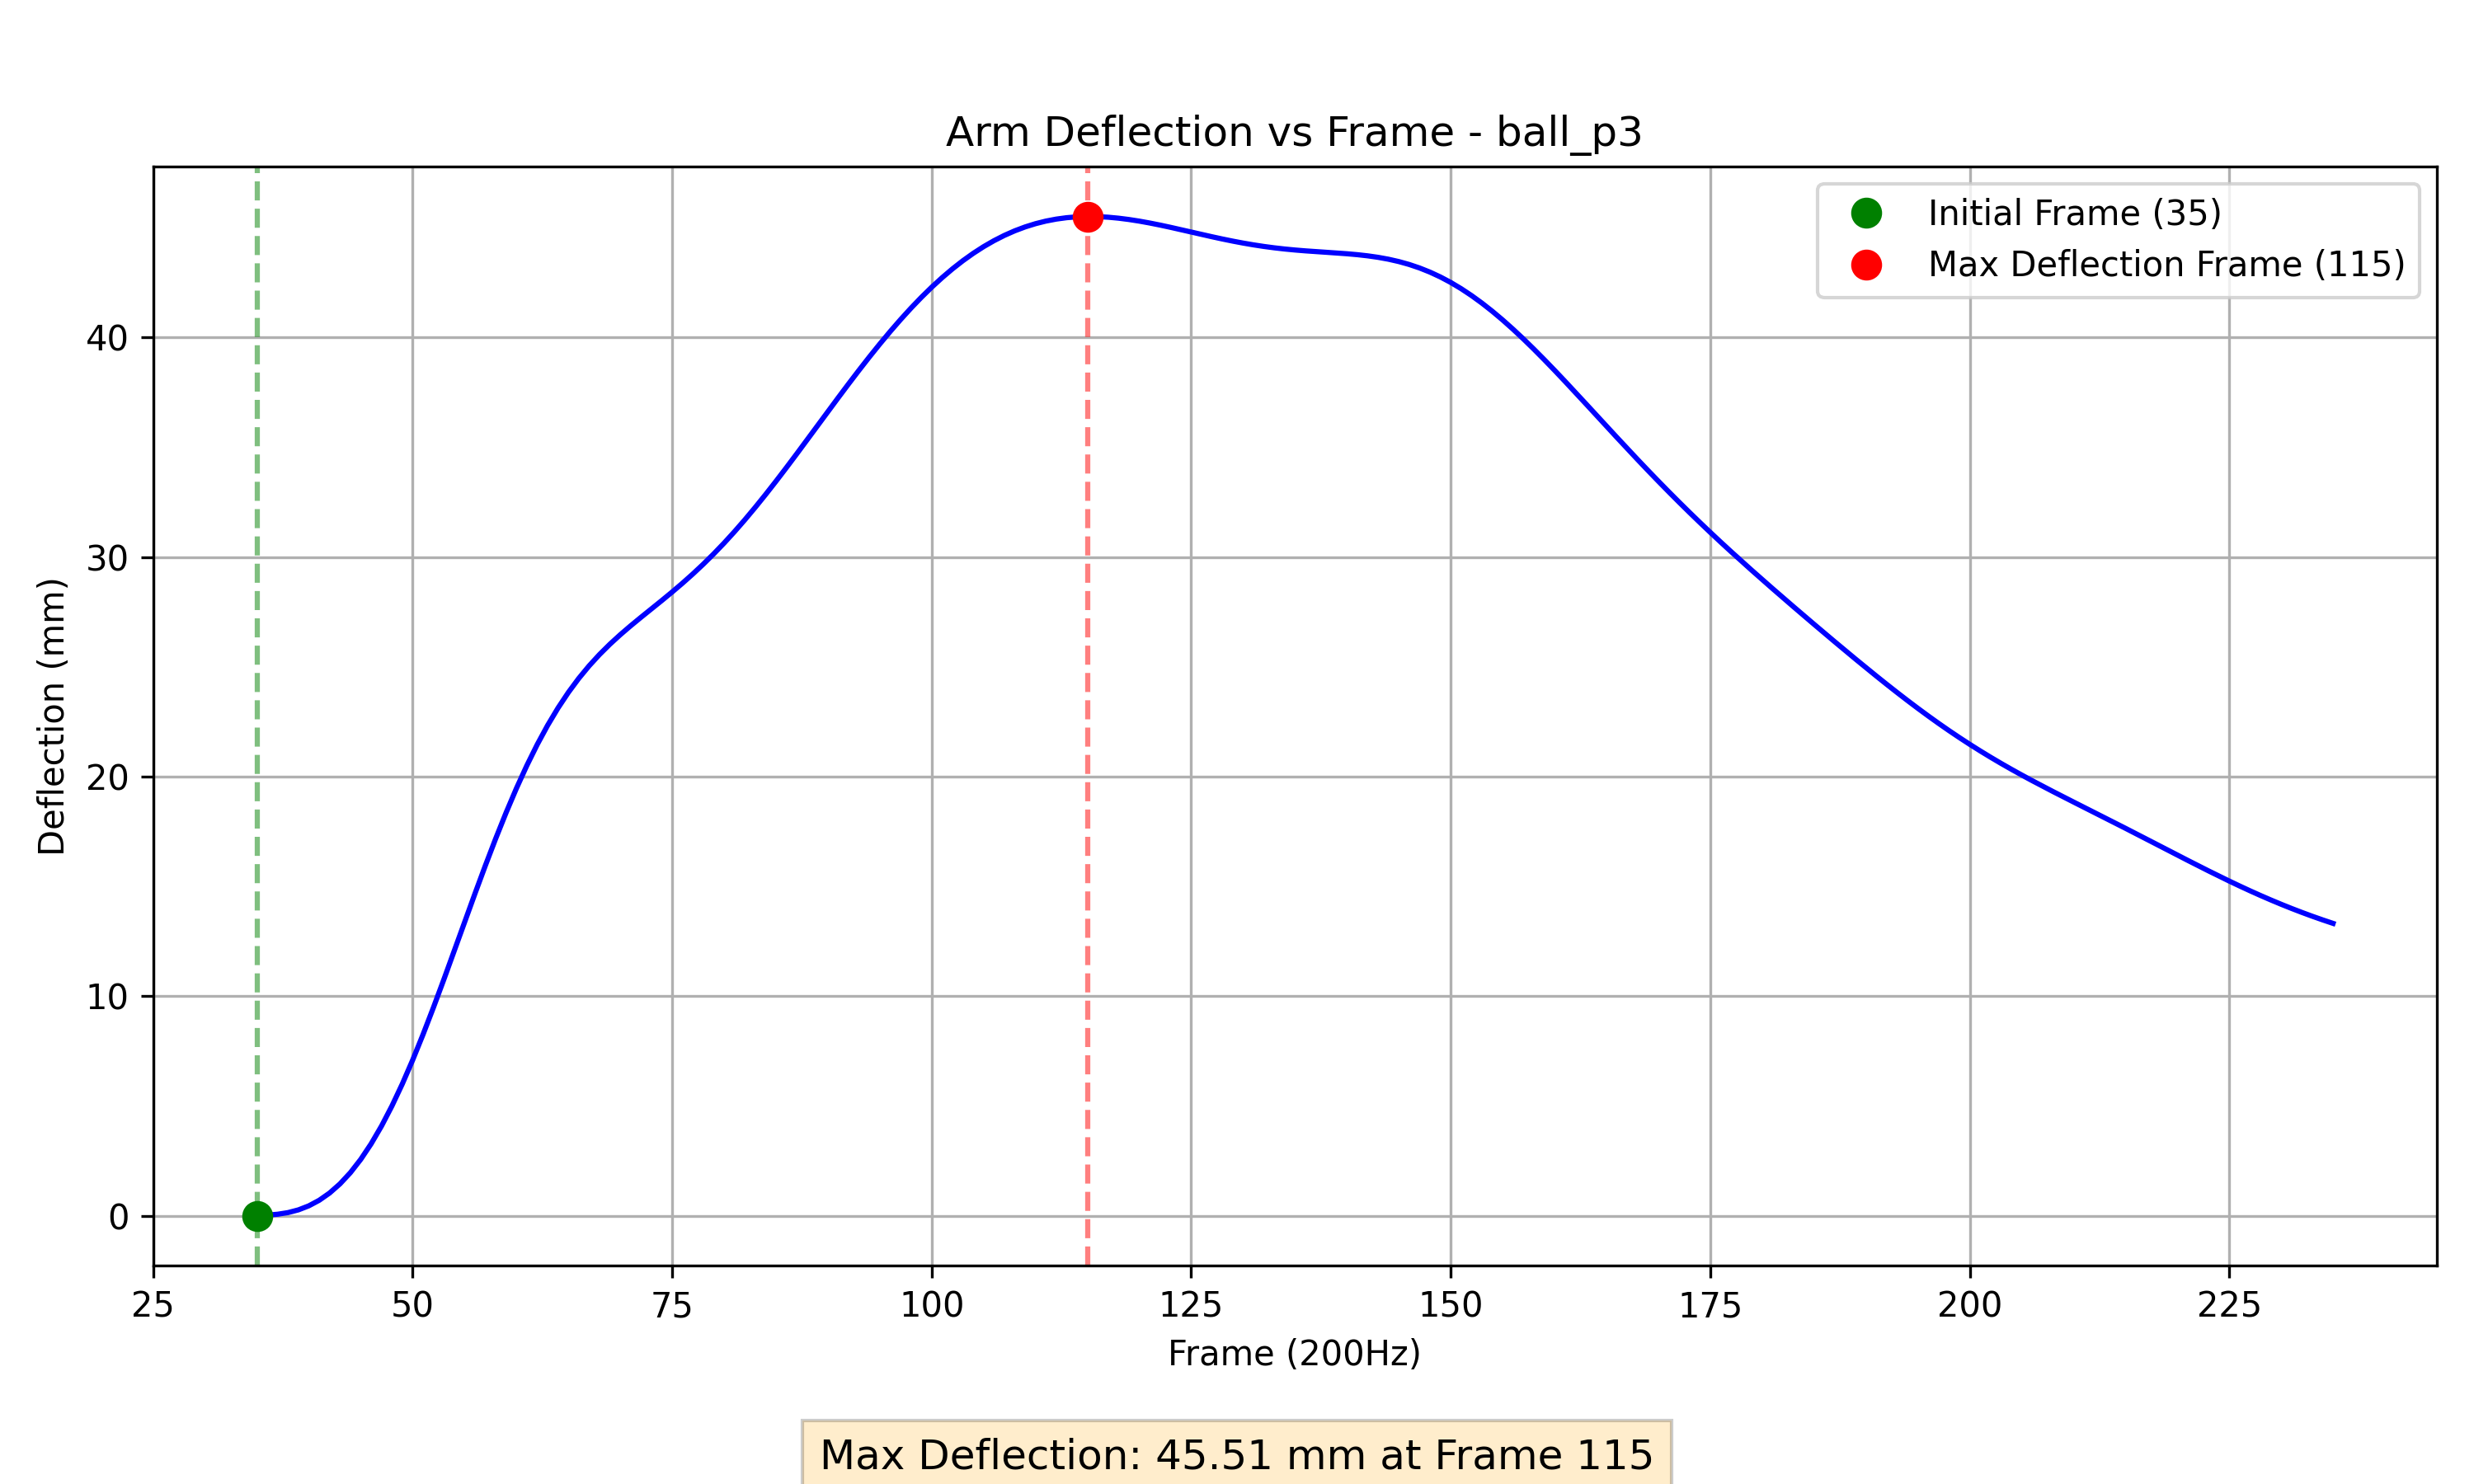 Arm Deflection vs Frame - ball_p3
Initial Frame (35)
Max Deflection Frame (115)
Deflection (mm)
40
30
20
10
0
25 50 75 100 125 150 175 200 225
Frame (200Hz)
Max Deflection: 45.51 mm at Frame 115